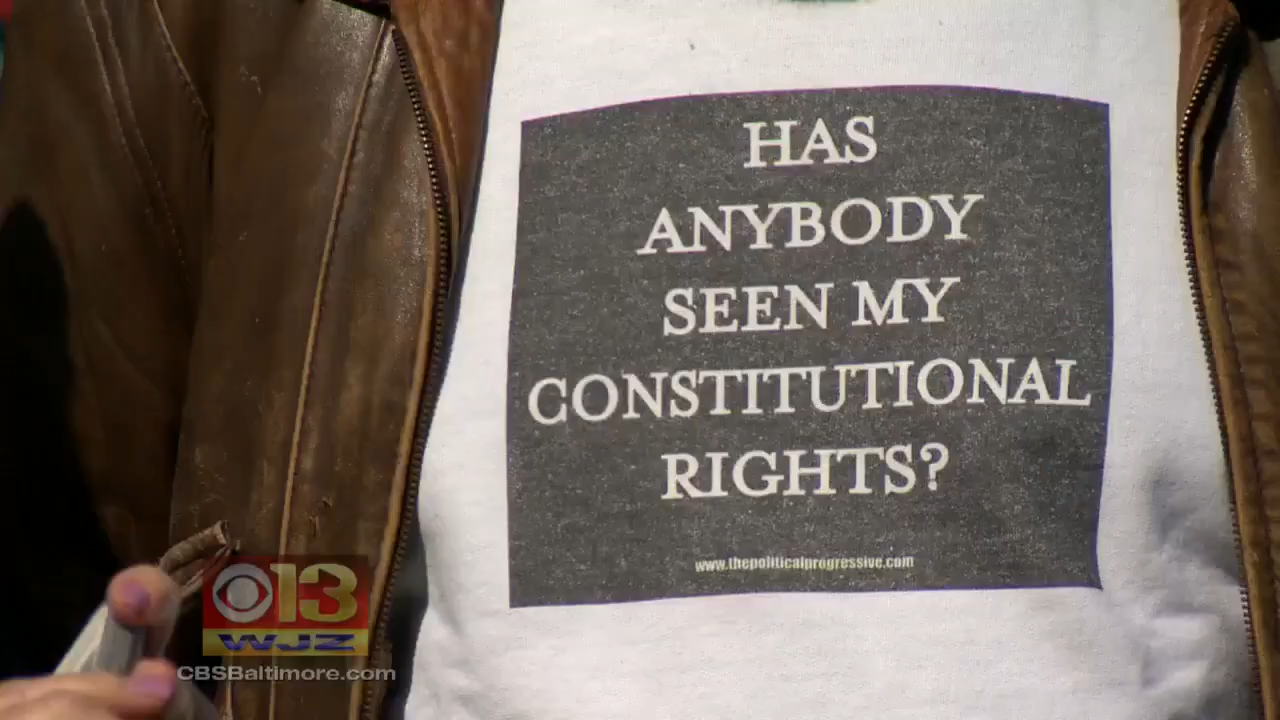 HAS
ANYBODY
SEEN MY
CONSTITUTIONAL
RIGHTS?
www.thepoliticalprogressive.com
13
WJZ
CBSBaltimore.com